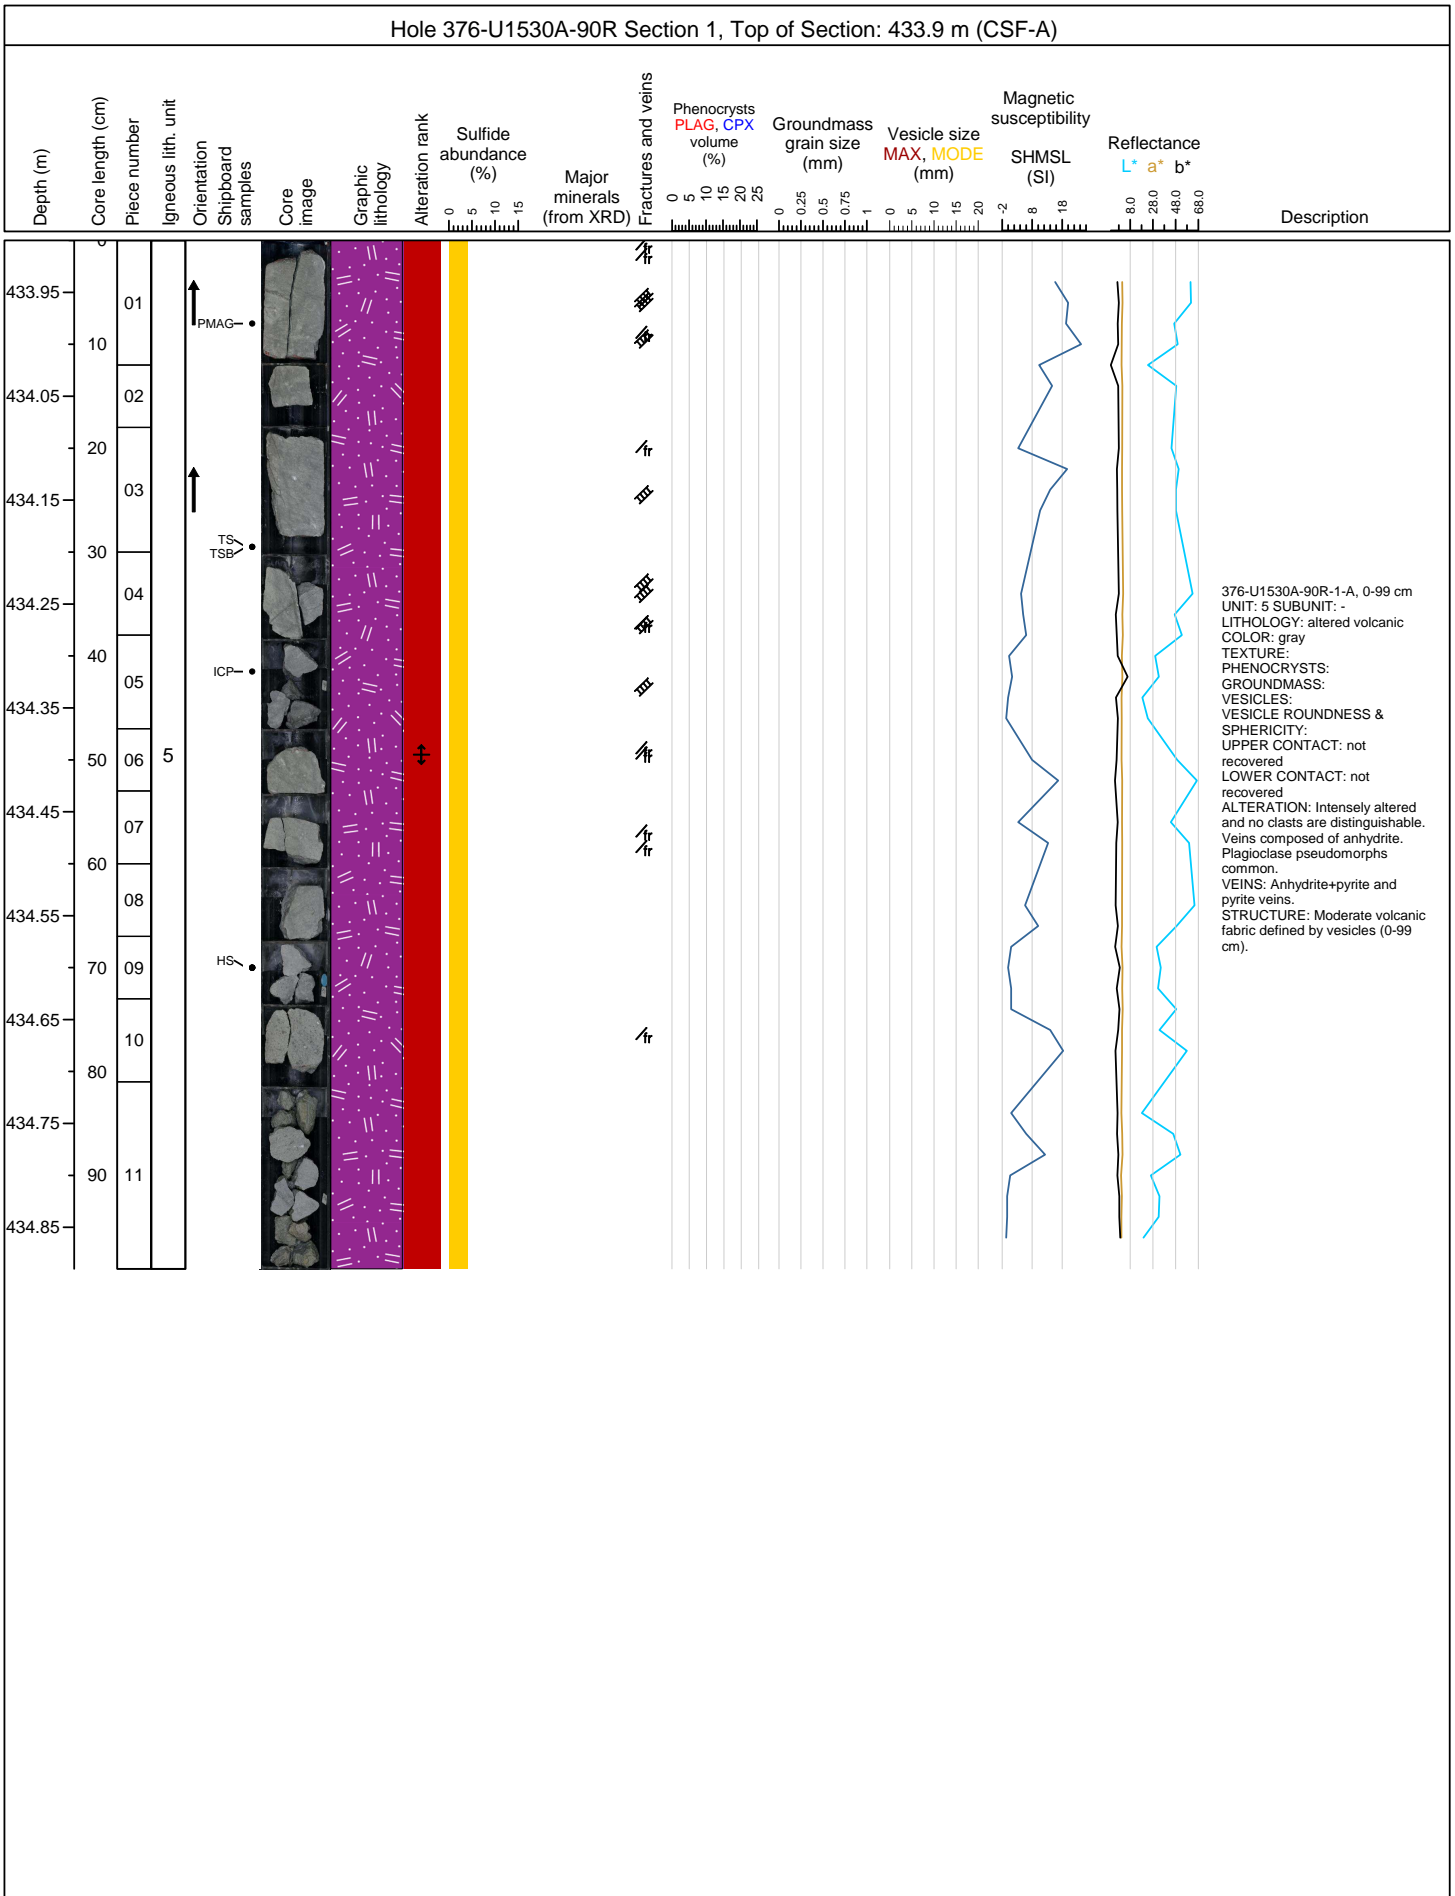 Hole 376-U1530A-90R Section 1, Top of Section: 433.9 m (CSF-A)
Depth (m)
Core length (cm)
Piece number
Igneous lith. unit
Orientation
Shipboard
samples
Core
image
Graphic
lithology
Alteration rank
Sulfide
abundance
(%)
0 5 10 15
Major
minerals
(from XRD)
Fractures and veins
Phenocrysts
PLAG, CPX
volume
(%)
0 5 10 15 20 25
Groundmass
grain size
(mm)
0 0.25 0.5 0.75 1
Vesicle size
MAX, MODE
(mm)
0 5 10 15 20
Magnetic
susceptibility
SHMSL
(SI)
-2 8 18
Reflectance
L* a* b*
8.0 28.0 48.0 68.0
Description
0
fr
fr
433.95
01
PMAG
10
434.05
02
20
fr
03
434.15
TS
TSB
30
04
434.25
fr
40
ICP
05
434.35
fr
50
06
5
fr
434.45
07
fr
fr
60
08
434.55
HS
70
09
434.65
10
fr
80
434.75
90
11
434.85
376-U1530A-90R-1-A, 0-99 cm
UNIT: 5 SUBUNIT: -
LITHOLOGY: altered volcanic
COLOR: gray
TEXTURE:
PHENOCRYSTS:
GROUNDMASS:
VESICLES:
VESICLE ROUNDNESS &
SPHERICITY:
UPPER CONTACT: not
recovered
LOWER CONTACT: not
recovered
ALTERATION: Intensely altered
and no clasts are distinguishable.
Veins composed of anhydrite.
Plagioclase pseudomorphs
common.
VEINS: Anhydrite+pyrite and
pyrite veins.
STRUCTURE: Moderate volcanic
fabric defined by vesicles (0-99
cm).